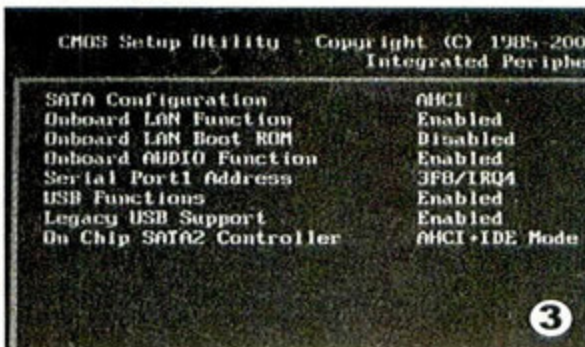 CMOS Setup Utility - Copyright (C) 1985-200
Integrated Periphe
SATA Configuration AHCI
Onboard LAN Function Enabled
Onboard LAN Boot ROM Disabled
Onboard AUDIO Function Enabled
Serial Port1 Address 3F8/IRQ4
USB Functions Enabled
Legacy USB Support Enabled
On Chip SATA2 Controller AHCI+IDE Mode
3